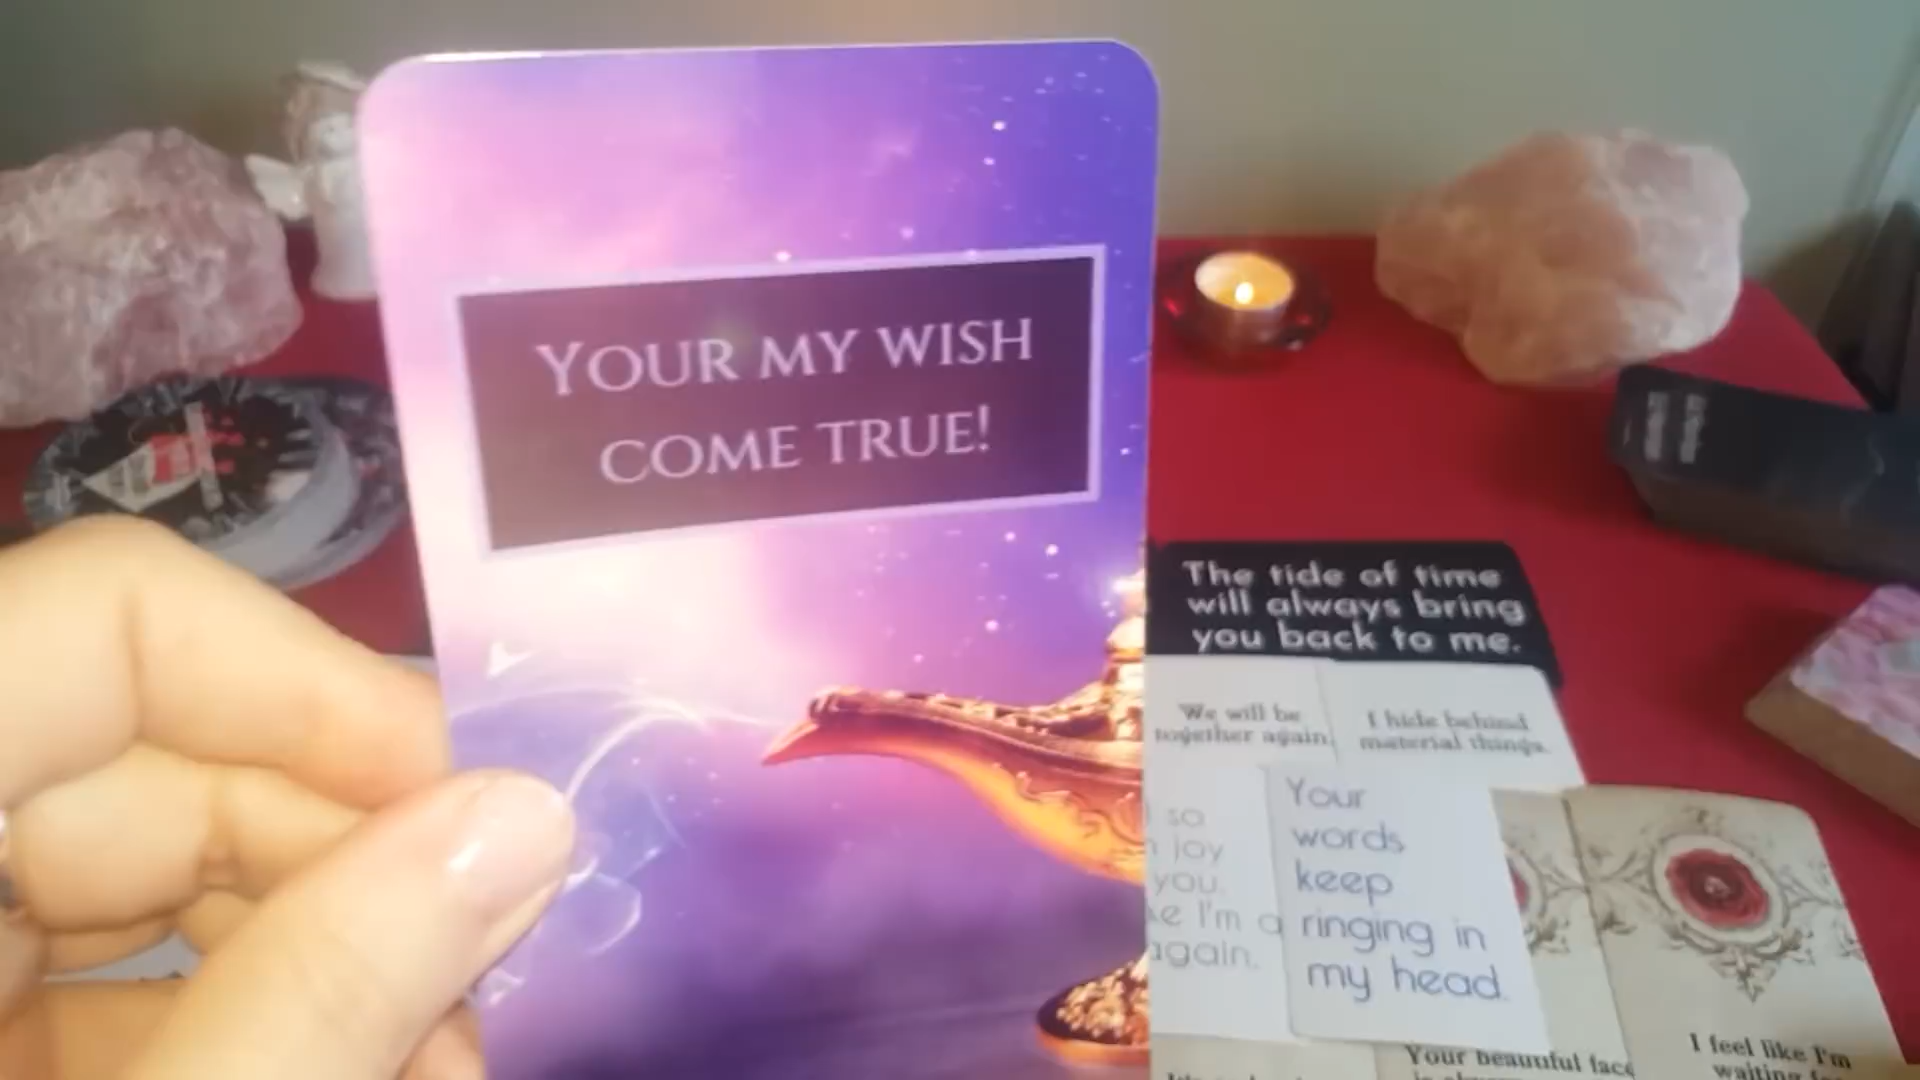 YOUR MY WISH
COME TRUE!
The tide of time
will always bring
you back to me.
We will be
together again.
I hide behind
material things.
so
joy
you.
I'm a
again.
Your
words
keep
ringing in
my head.
Your beautiful face
I feel like I'm
waiting